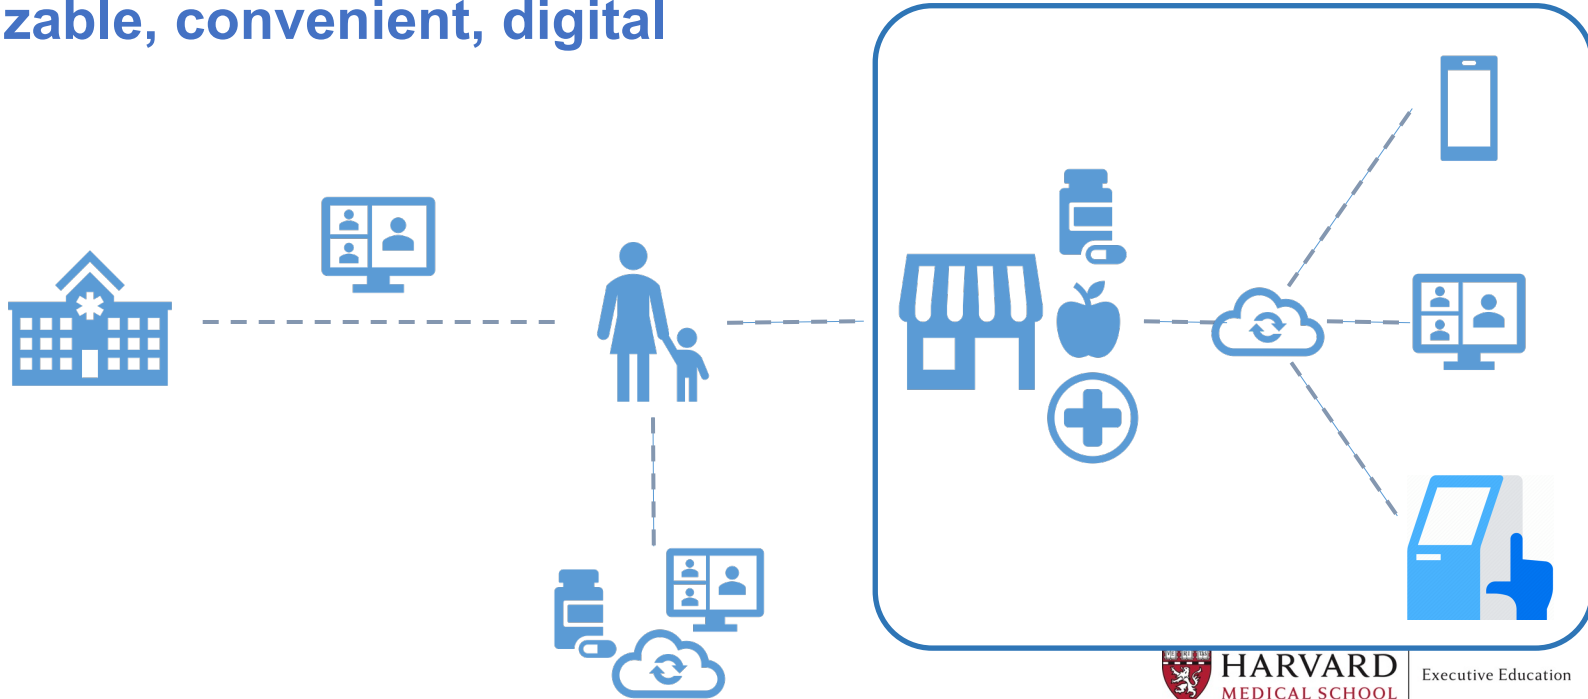 zable, convenient, digital
HARVARD
MEDICAL SCHOOL
Executive Education